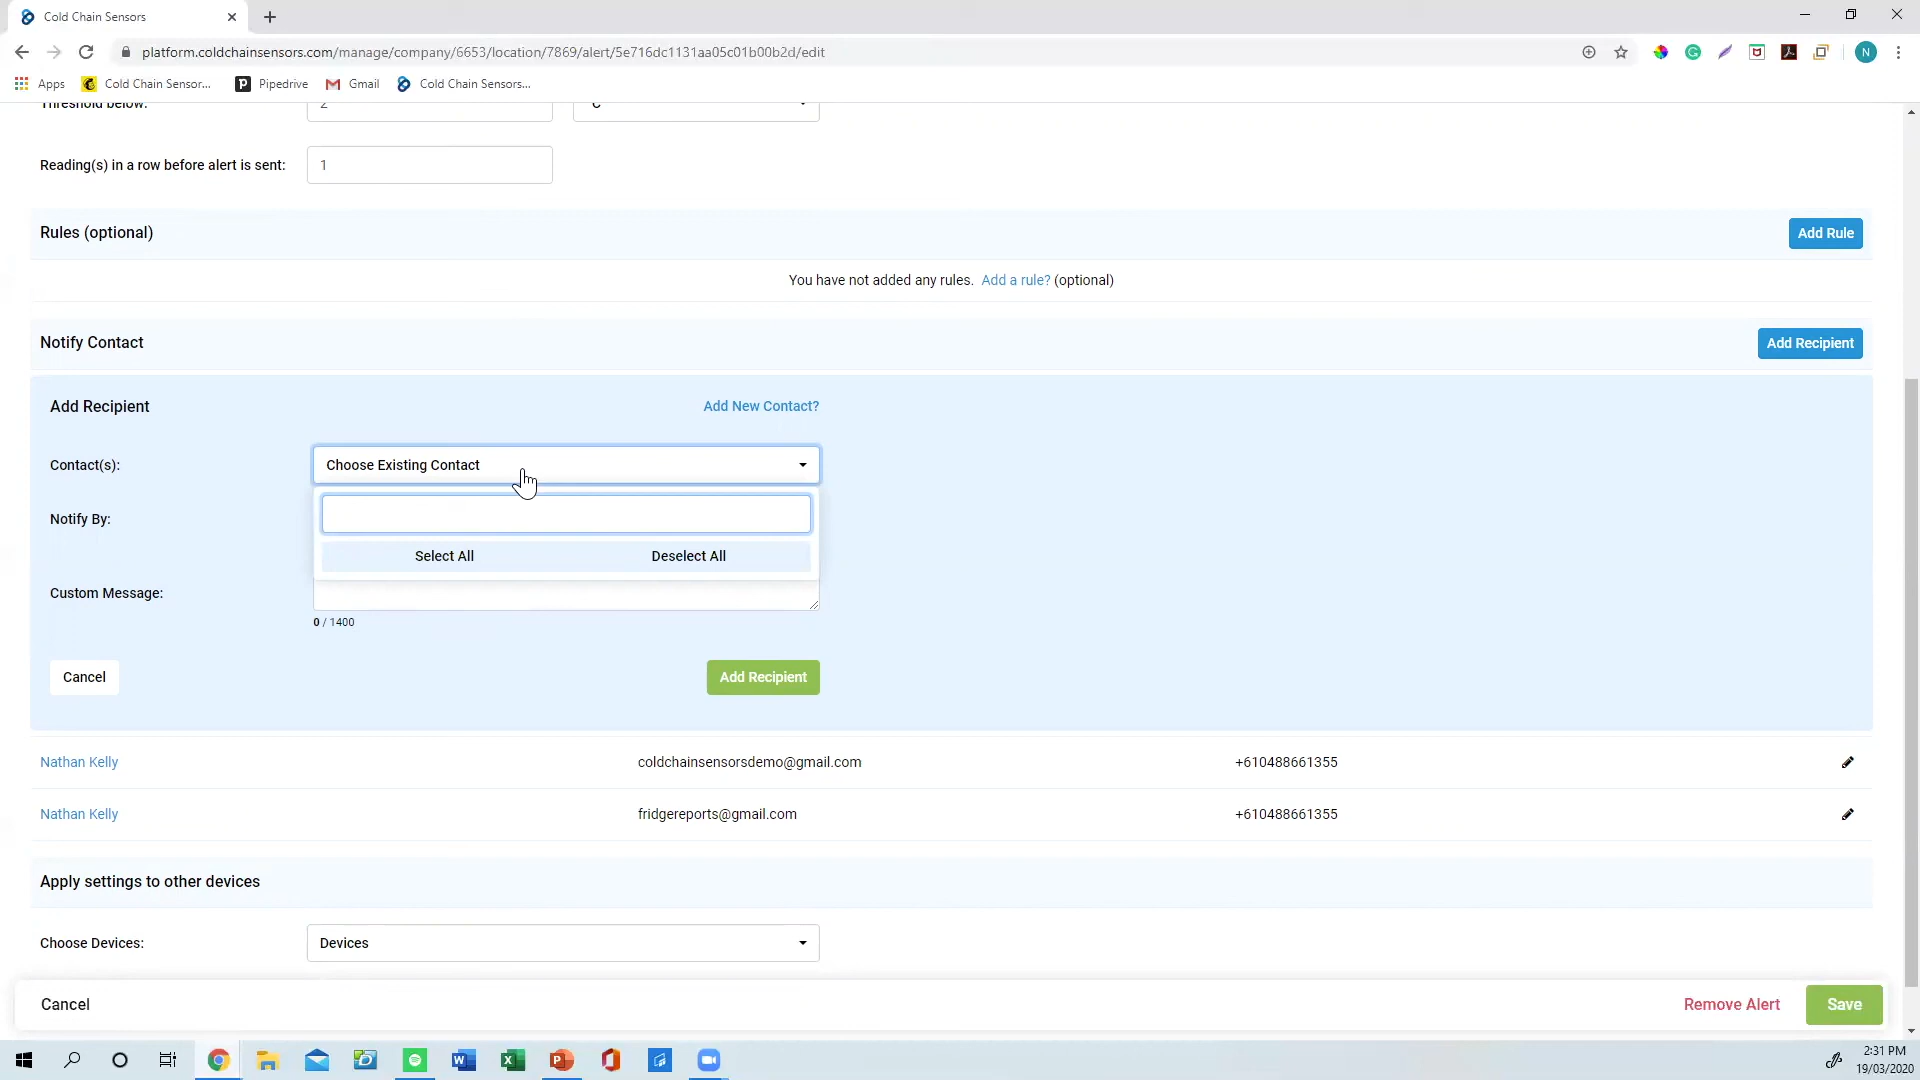 Cold Chain Sensors
platform.coldchainsensors.com/manage/company/6653/location/7869/alert/5e716dc1131aa05c01b00b2d/edit
N
Apps Cold Chain Sensor... Pipedrive Gmail Cold Chain Sensors...
Threshold below: 2 C
Reading(s) in a row before alert is sent: 1
Rules (optional) Add Rule
You have not added any rules. Add a rule? (optional)
Notify Contact Add Recipient
Add Recipient Add New Contact?
Contact(s): Choose Existing Contact
Notify By:
Select All Deselect All
Custom Message:
0 / 1400
Cancel Add Recipient
Nathan Kelly coldchainsensorsdemo@gmail.com +610488661355
Nathan Kelly fridgereports@gmail.com +610488661355
Apply settings to other devices
Choose Devices: Devices
Cancel Remove Alert Save
2:31 PM
19/03/2020